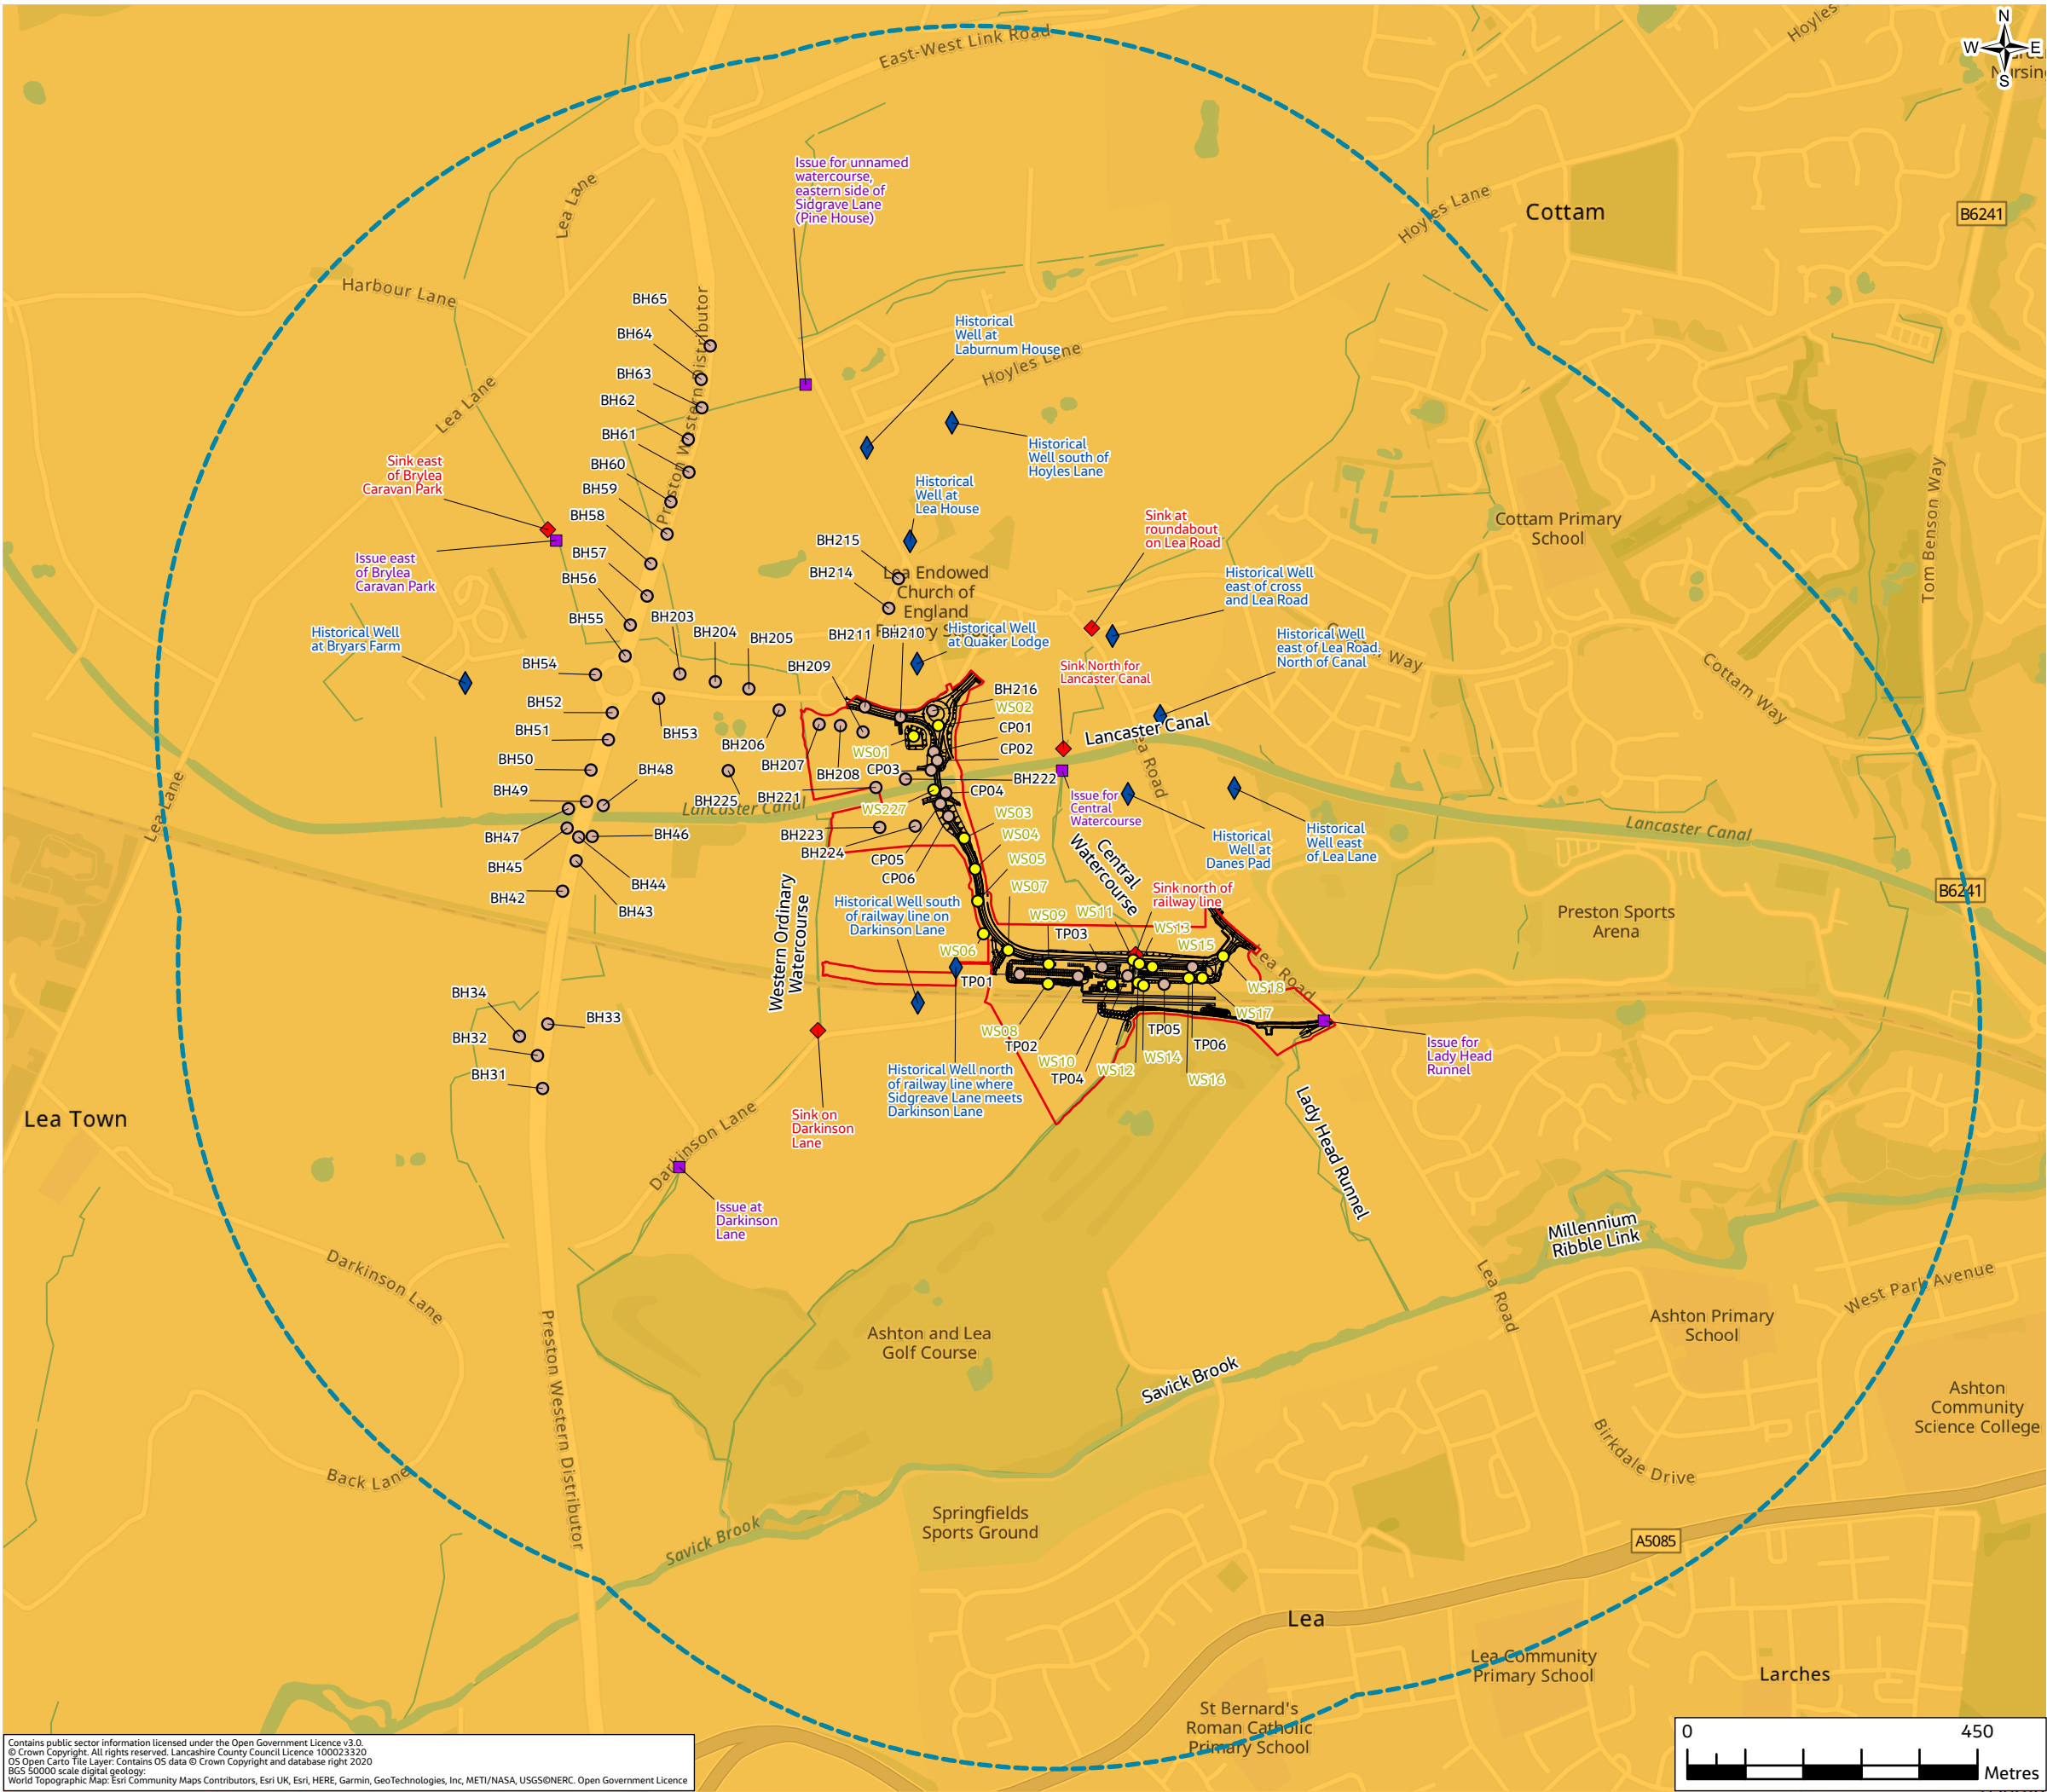 N
W
E
S
East-West Link Road
Hoyles
Nursing
Issue for unnamed
watercourse,
eastern side of
Sidgrave Lane
(Pine House)
Lea Lane
Hoyles Lane
Cottam
B6241
Harbour Lane
BH65
BH64
BH63
BH62
BH61
BH60
BH59
BH58
BH57
BH56
BH55
Preston Western Distributor
Historical
Well at
Laburnum House
Hoyles Lane
Lea Lane
Historical
Well south of
Hoyles Lane
Sink east
of Brylea
Caravan Park
Issue east
of Brylea
Caravan Park
Historical
Well at
Lea House
Sink at
roundabout
on Lea Road
Cottam Primary
School
Tom Benson Way
BH215
BH214
Lea Endowed
Church of
England
Primary School
Historical Well
east of cross
and Lea Road
Historical Well
at Bryars Farm
BH203
BH204
BH205
BH211
BH210
BH209
Historical Well
at Quaker Lodge
Historical Well
east of Lea Road.
North of Canal
Cottam Way
Sink North for
Lancaster Canal
BH54
BH52
BH51
BH50
BH49
BH48
BH47
BH46
BH45
BH44
BH43
BH42
BH53
BH206
BH207
BH208
BH225
BH221
BH216
WS02
CP01
CP02
WS01
CP03
BH222
CP04
WS227
WS03
BH223
BH224
WS04
CP05
WS05
CP06
WS07
Lancaster Canal
Lancaster Canal
Lancaster Canal
Cottam Way
Lea Road
Lea Lane
Issue for
Central
Watercourse
Historical
Well at
Danes Pad
Historical
Well east
of Lea Lane
B6241
Central
Watercourse
Sink north of
railway line
Preston Sports
Arena
Western Ordinary
Watercourse
Historical Well south
of railway line on
Darkinson Lane
WS09
WS11
WS13
TP03
WS15
WS06
TP01
Lea Road
WS18
WS17
WS08
TP02
WS10
TP04
WS12
WS14
TP05
TP06
WS16
Issue for
Lady Head
Runnel
BH34
BH33
BH32
BH31
Historical Well north
of railway line where
Sidgreave Lane meets
Darkinson Lane
Sink on
Darkinson
Lane
Lea Town
Darkinson Lane
Issue at
Darkinson
Lane
Lady Head Runnel
Millennium
Ribble Link
Lea Road
West Park Avenue
Darkinson Lane
Ashton and Lea
Golf Course
Ashton Primary
School
Savick Brook
Preston Western Distributor
Ashton
Community
Science College
Birkdale Drive
Back Lane
Springfields
Sports Ground
Savick Brook
A5085
Lea
Lea Community
Primary School
Larches
St Bernard's
Roman Catholic
Primary School
0
450
Metres
Contains public sector information licensed under the Open Government Licence v3.0.
© Crown Copyright. All rights reserved. Lancashire County Council Licence 100023320
OS Open Carto Tile Layer: Contains OS data © Crown Copyright and database right 2020
BGS 50000 scale digital geology:
World Topographic Map: Esri Community Maps Contributors, Esri UK, Esri, HERE, Garmin, GeoTechnologies, Inc, METI/NASA, USGS©NERC. Open Government Licence